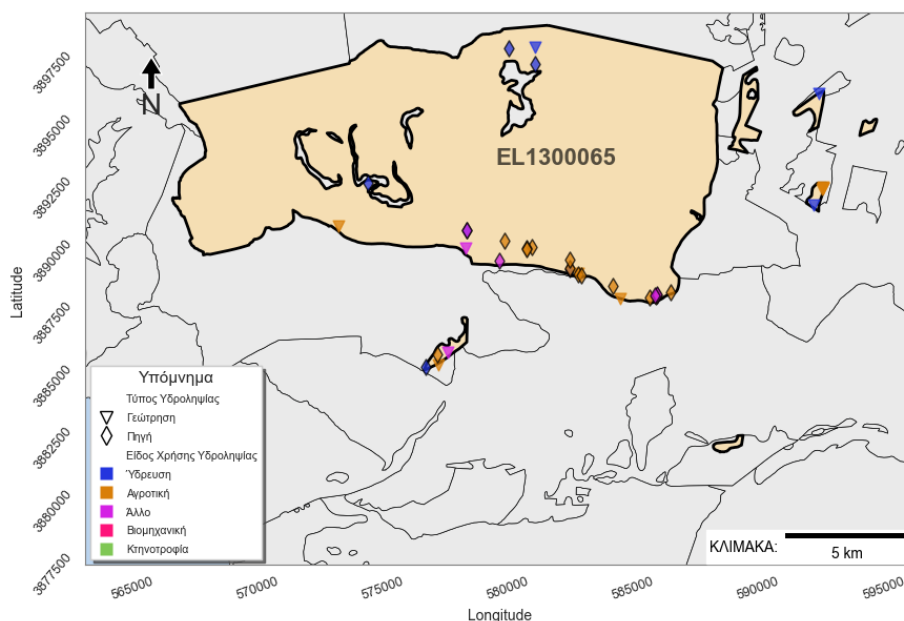 3897500
3895000
3892500
3890000
3887500
3885000
3882500
3880000
3877500
Latitude
N
EL1300065
Υπόμνημα
Τύπος Υδροληψίας
Γεώτρηση
Πηγή
Είδος Χρήσης Υδροληψίας
Ύδρευση
Αγροτική
Άλλο
Βιομηχανική
Κτηνοτροφία
ΚΛΙΜΑΚΑ:
5 km
565000
570000
575000
580000
585000
590000
595000
Longitude